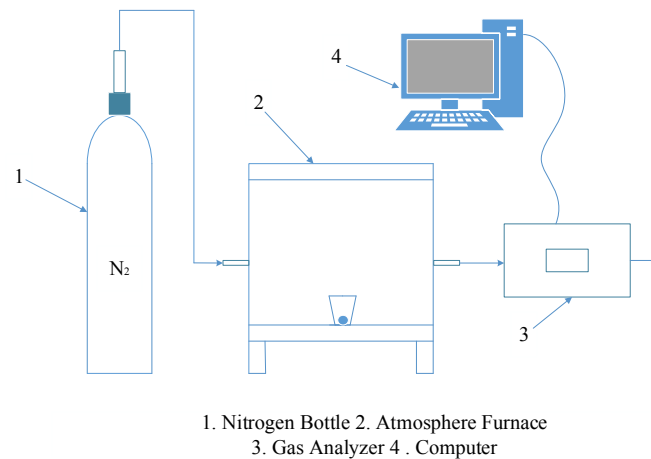 4
2
1
N₂
3
1. Nitrogen Bottle 2. Atmosphere Furnace
3. Gas Analyzer 4 . Computer